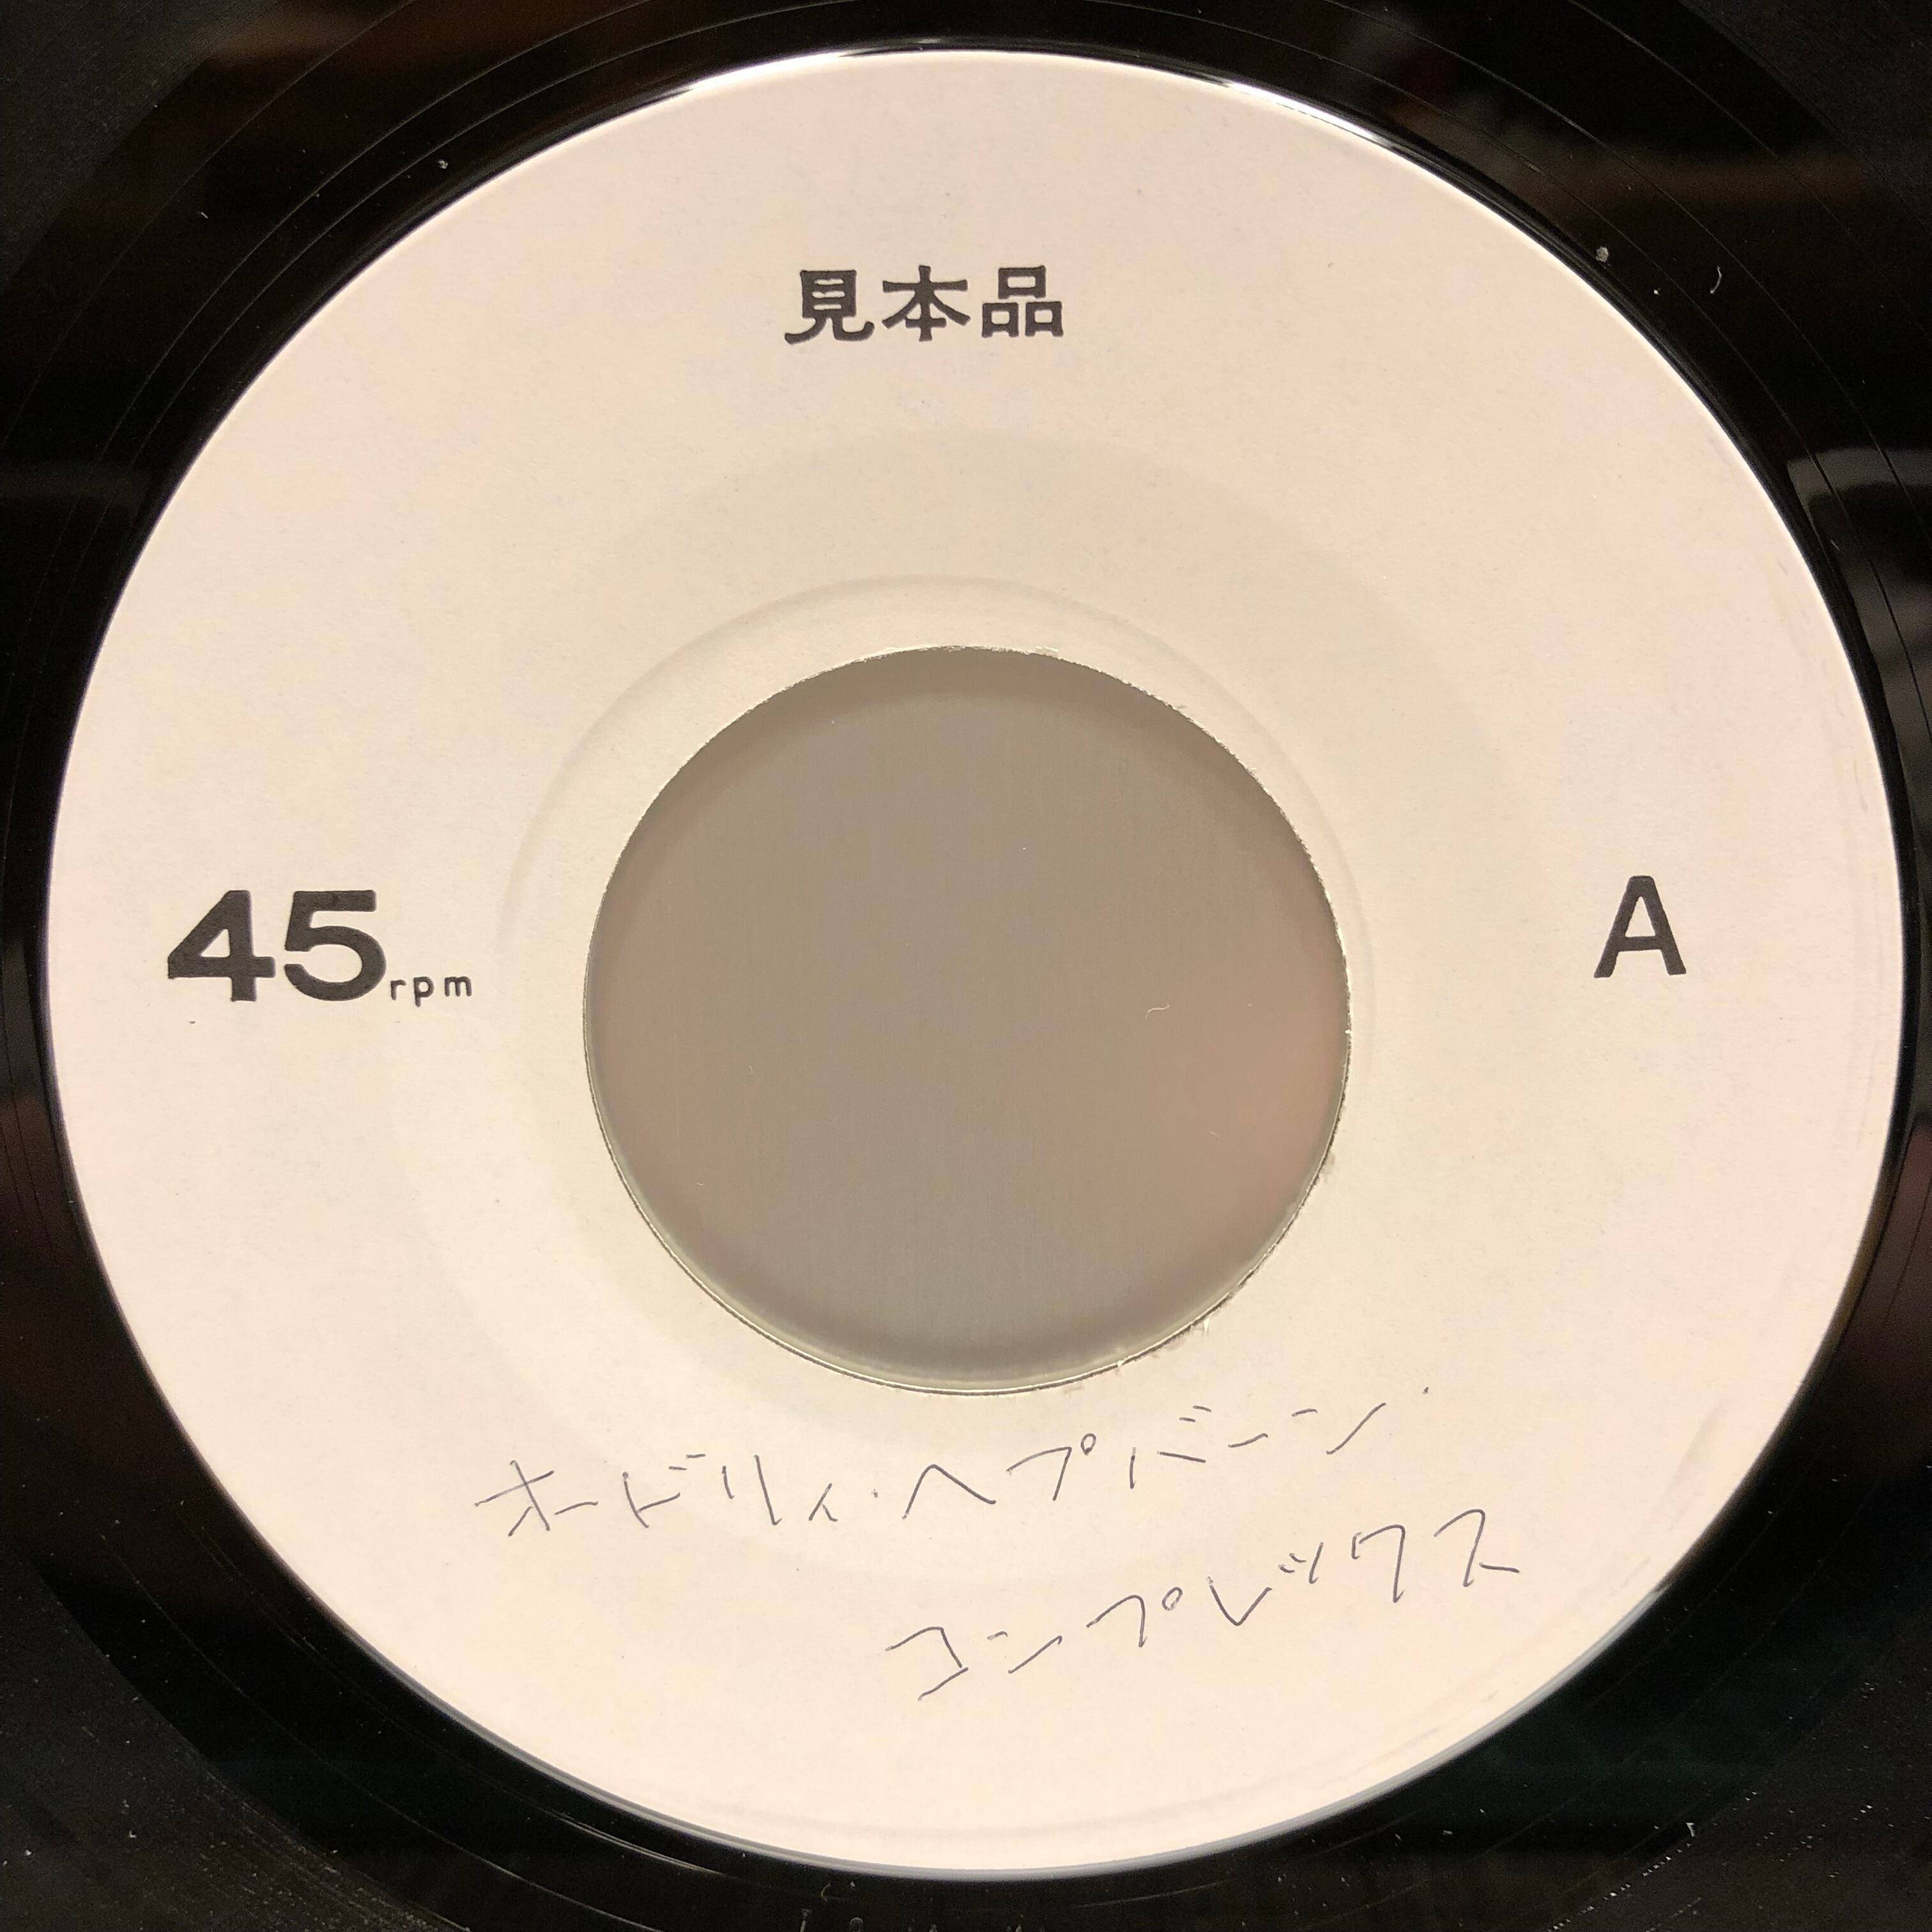 見本品
45rpm
A
オードリィ・ヘプバーン・
コンプレックス